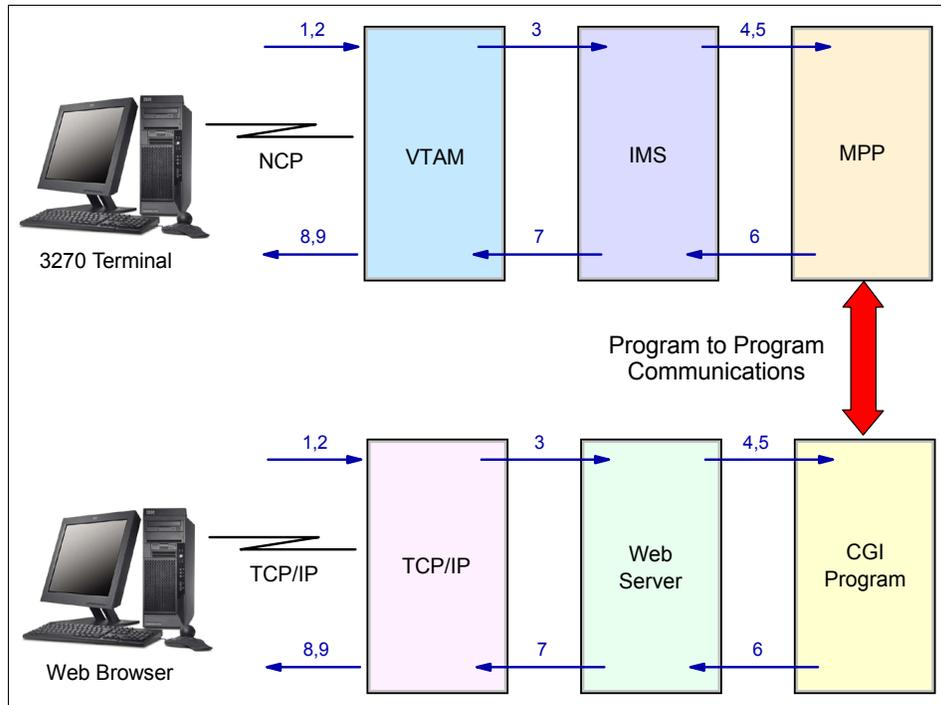 1,2
3
4,5
NCP
VTAM
IMS
MPP
8,9
7
6
3270 Terminal
Program to Program
Communications
1,2
3
4,5
TCP/IP
TCP/IP
Web
Server
CGI
Program
8,9
7
6
Web Browser